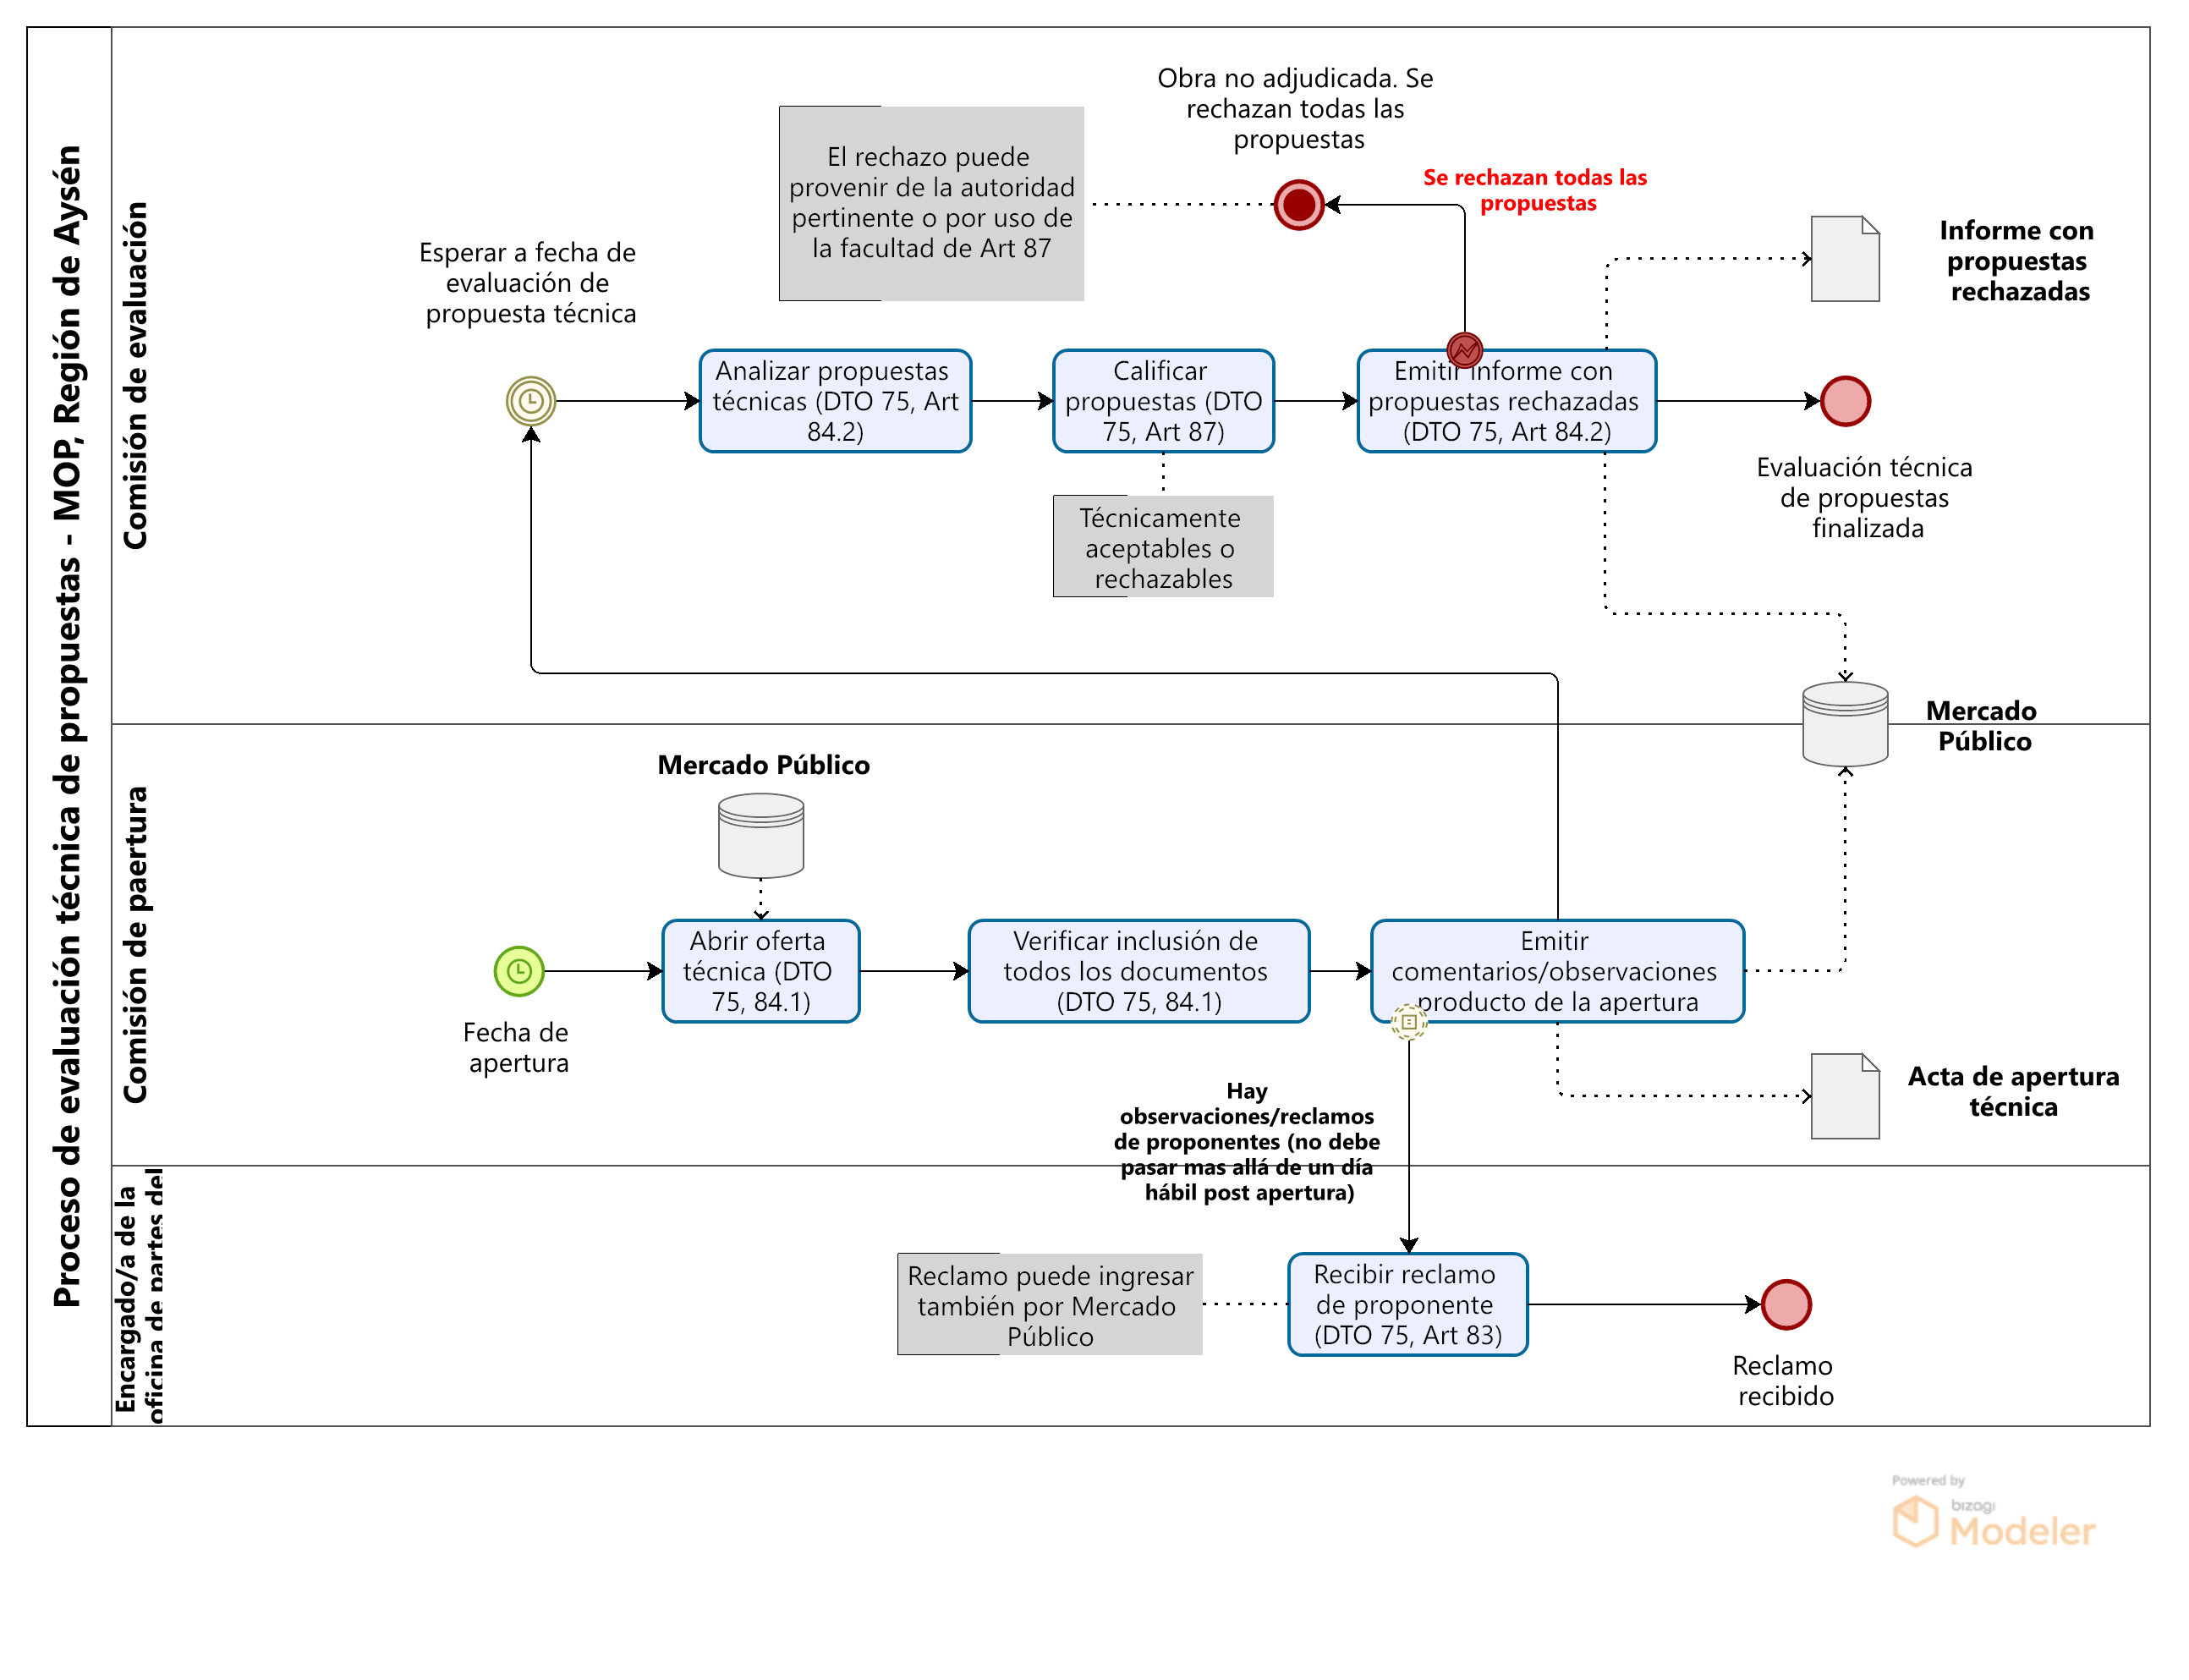 Proceso de evaluación técnica de propuestas - MOP, Región de Aysén
Comisión de evaluación
Obra no adjudicada. Se
rechazan todas las
propuestas
El rechazo puede
provenir de la autoridad
pertinente o por uso de
la facultad de Art 87
Se rechazan todas las
propuestas
Informe con
propuestas
rechazadas
Esperar a fecha de
evaluación de
propuesta técnica
Analizar propuestas
técnicas (DTO 75, Art
84.2)
Calificar
propuestas (DTO
75, Art 87)
Emitir informe con
propuestas rechazadas
(DTO 75, Art 84.2)
Evaluación técnica
de propuestas
finalizada
Técnicamente
aceptables o
rechazables
Mercado
Público
Comisión de paertura
Mercado Público
Abrir oferta
técnica (DTO
75, 84.1)
Verificar inclusión de
todos los documentos
(DTO 75, 84.1)
Emitir
comentarios/observaciones
producto de la apertura
Fecha de
apertura
Acta de apertura
técnica
Hay
observaciones/reclamos
de proponentes (no debe
pasar mas allá de un día
hábil post apertura)
Encargado/a de la
oficina de partes del
Reclamo puede ingresar
también por Mercado
Público
Recibir reclamo
de proponente
(DTO 75, Art 83)
Reclamo
recibido
Powered by
bizagi
Modeler